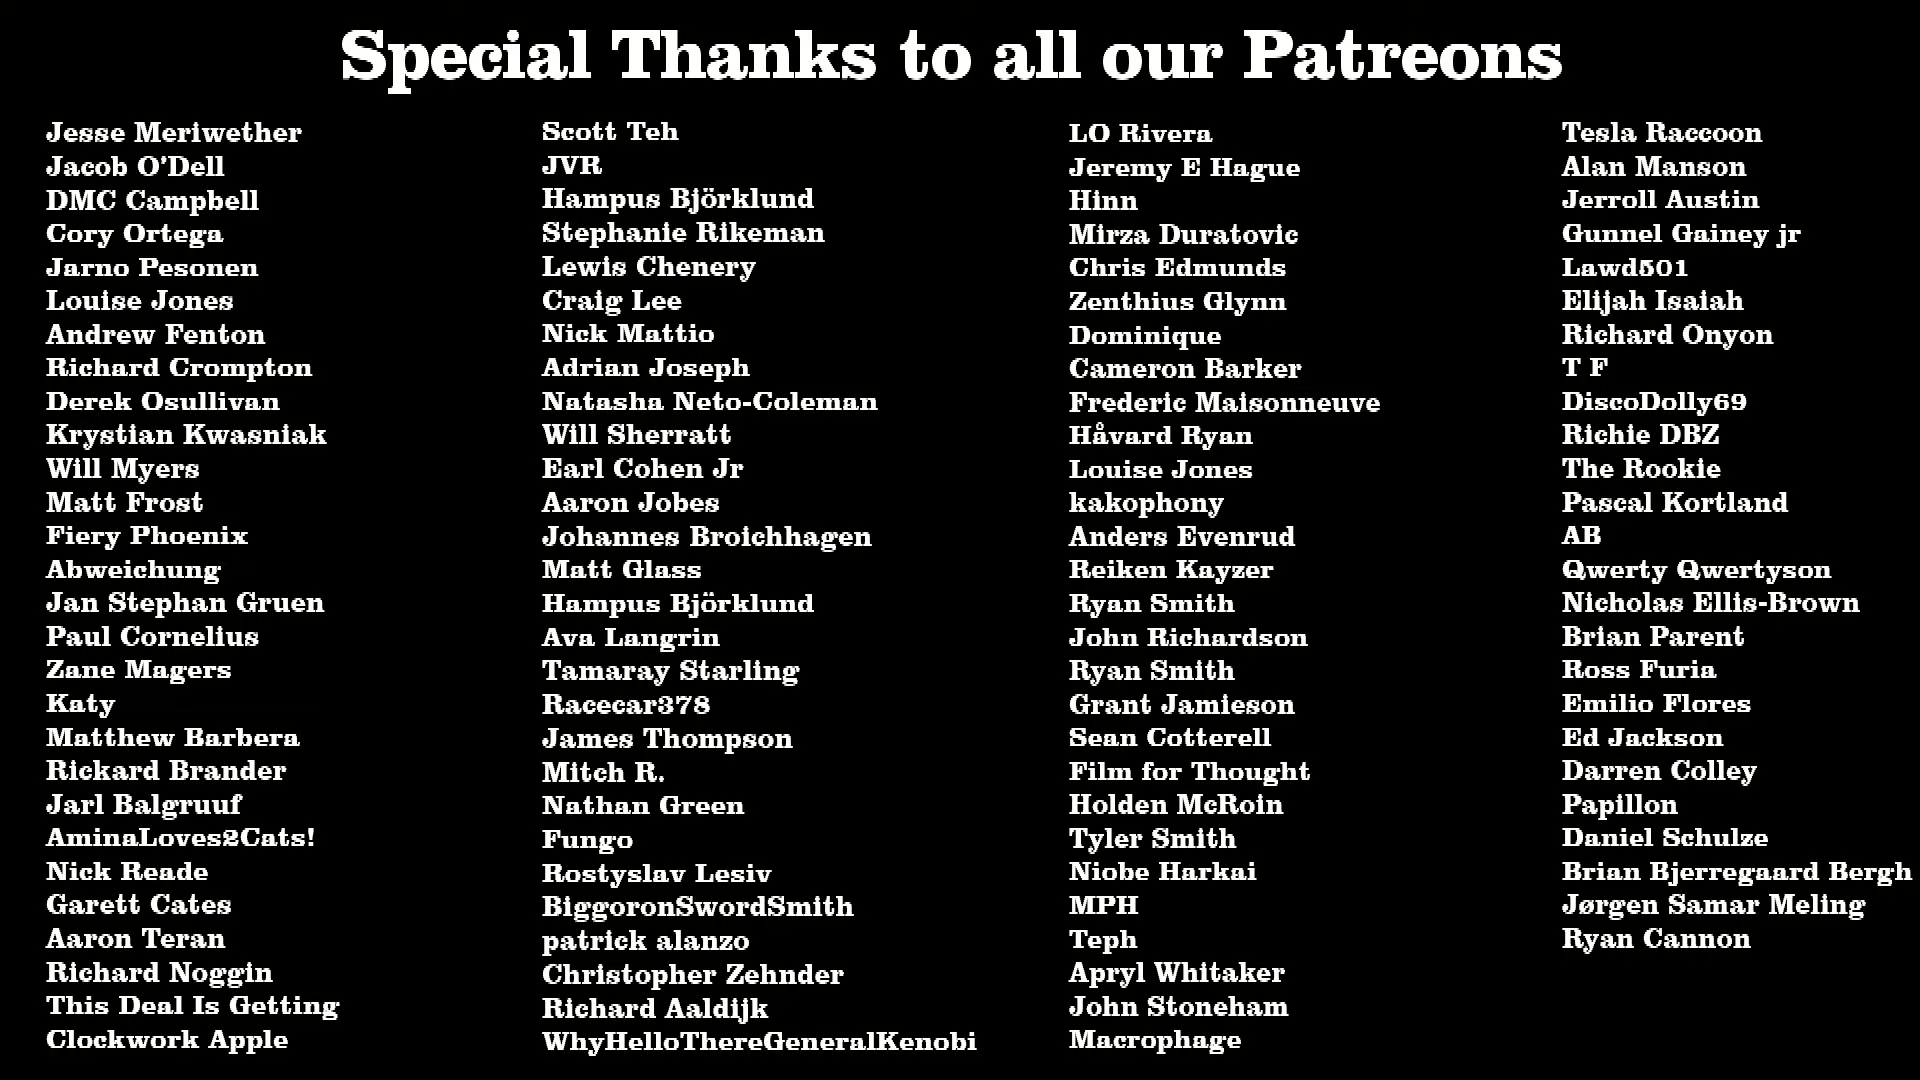 Special Thanks to all our Patreons
Jesse Meriwether
Jacob O'Dell
DMC Campbell
Cory Ortega
Jarno Pesonen
Louise Jones
Andrew Fenton
Richard Crompton
Derek Osullivan
Krystian Kwasniak
Will Myers
Matt Frost
Fiery Phoenix
Abweichung
Jan Stephan Gruen
Paul Cornelius
Zane Magers
Katy
Matthew Barbera
Rickard Brander
Jarl Balgruuf
AminaLoves2Cats!
Nick Reade
Garett Cates
Aaron Teran
Richard Noggin
This Deal Is Getting
Clockwork Apple
Scott Teh
JVR
Hampus Björklund
Stephanie Rikeman
Lewis Chenery
Craig Lee
Nick Mattio
Adrian Joseph
Natasha Neto-Coleman
Will Sherratt
Earl Cohen Jr
Aaron Jobes
Johannes Broichhagen
Matt Glass
Hampus Björklund
Ava Langrin
Tamaray Starling
Racecar378
James Thompson
Mitch R.
Nathan Green
Fungo
Rostyslav Lesiv
BiggoronSwordSmith
patrick alanzo
Christopher Zehnder
Richard Aaldijk
WhyHelloThereGeneralKenobi
LO Rivera
Jeremy E Hague
Hinn
Mirza Duratovic
Chris Edmunds
Zenthius Glynn
Dominique
Cameron Barker
Frederic Maisonneuve
Håvard Ryan
Louise Jones
kakophony
Anders Evenrud
Reiken Kayzer
Ryan Smith
John Richardson
Ryan Smith
Grant Jamieson
Sean Cotterell
Film for Thought
Holden McRoin
Tyler Smith
Niobe Harkai
MPH
Teph
Apryl Whitaker
John Stoneham
Macrophage
Tesla Raccoon
Alan Manson
Jerroll Austin
Gunnel Gainey jr
Lawd501
Elijah Isaiah
Richard Onyon
T F
DiscoDolly69
Richie DBZ
The Rookie
Pascal Kortland
AB
Qwerty Qwertyson
Nicholas Ellis-Brown
Brian Parent
Ross Furia
Emilio Flores
Ed Jackson
Darren Colley
Papillon
Daniel Schulze
Brian Bjerregaard Bergh
Jørgen Samar Meling
Ryan Cannon